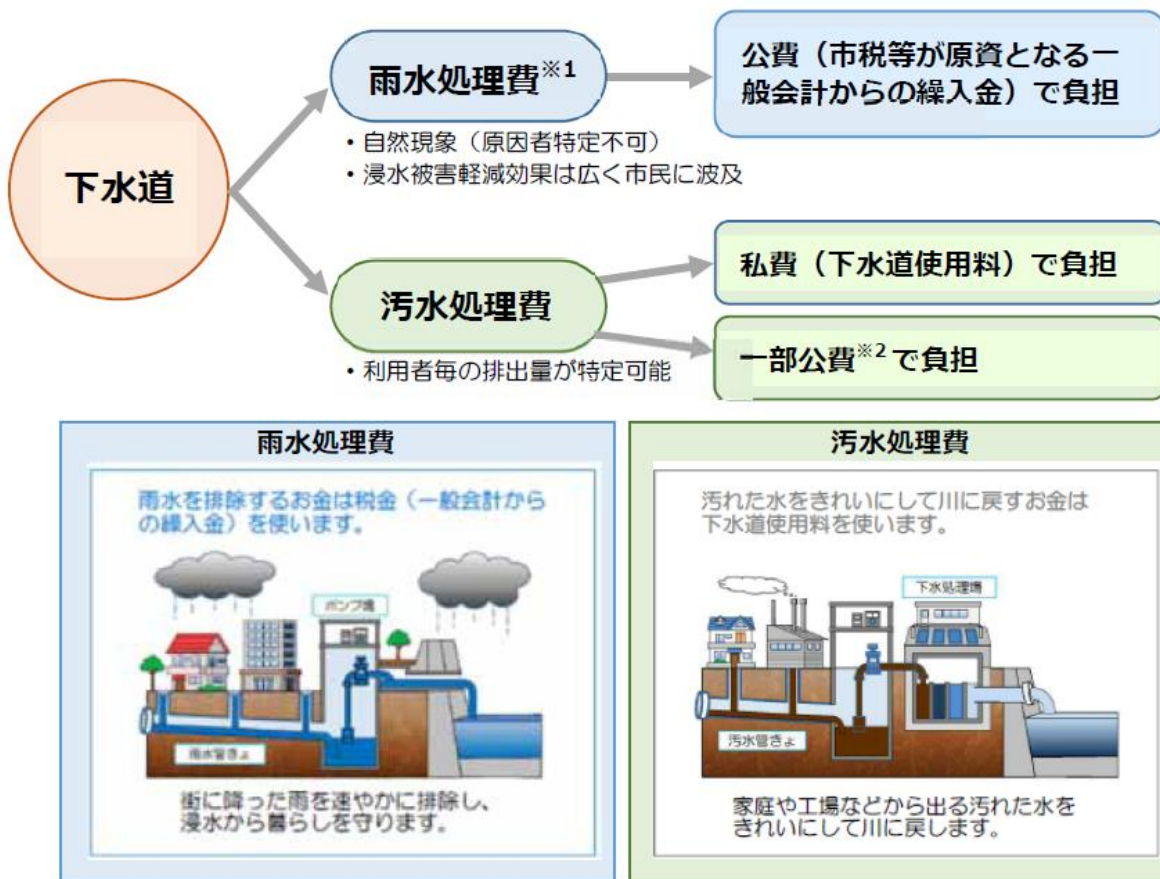 下水道
雨水処理費※1
・自然現象（原因者特定不可）
・浸水被害軽減効果は広く市民に波及
公費（市税等が原資となる一
般会計からの繰入金）で負担
汚水処理費
・利用者毎の排出量が特定可能
私費（下水道使用料）で負担
一部公費※2で負担
雨水処理費
雨水を排除するお金は税金（一般会計から
の繰入金）を使います。
ポンプ場
雨水管きょ
街に降った雨を速やかに排除し、
浸水から暮らしを守ります。
汚水処理費
汚れた水をきれいにして川に戻すお金は
下水道使用料を使います。
下水処理場
汚水管きょ
家庭や工場などから出る汚れた水を
きれいにして川に戻します。